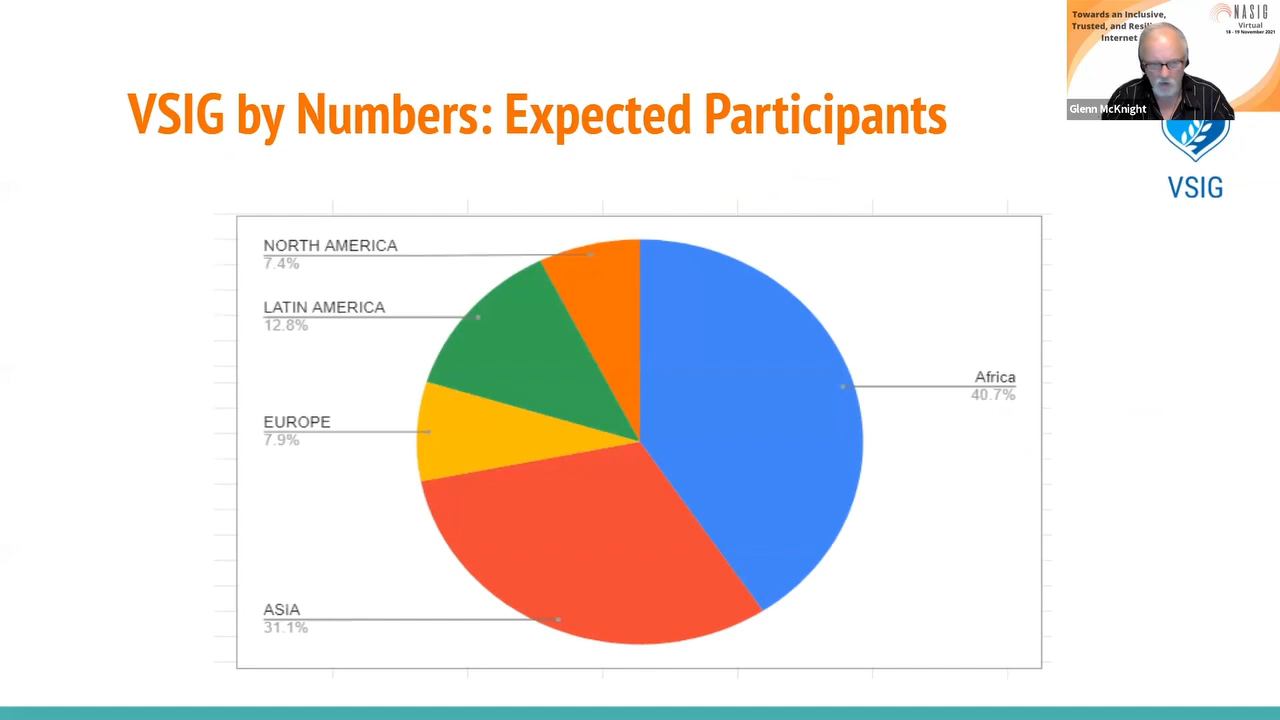 Towards an Inclusive,
Trusted, and Resil
Internet
NASIG
Virtual
18 - 19 November 2021
Glenn McKnight
VSIG
VSIG by Numbers: Expected Participants
NORTH AMERICA
7.4%
LATIN AMERICA
12.8%
EUROPE
7.9%
ASIA
31.1%
Africa
40.7%